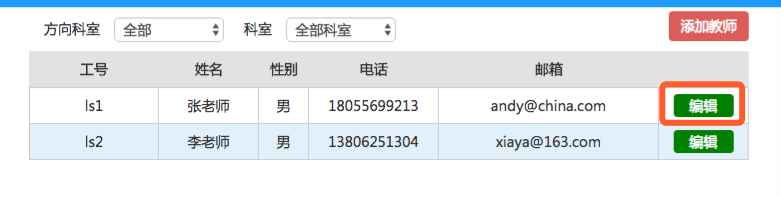 方向科室 全部 科室 全部科室 添加教师
工号 姓名 性别 电话 邮箱
ls1 张老师 男 18055699213 andy@china.com 编辑
ls2 李老师 男 13806251304 xiaya@163.com 编辑